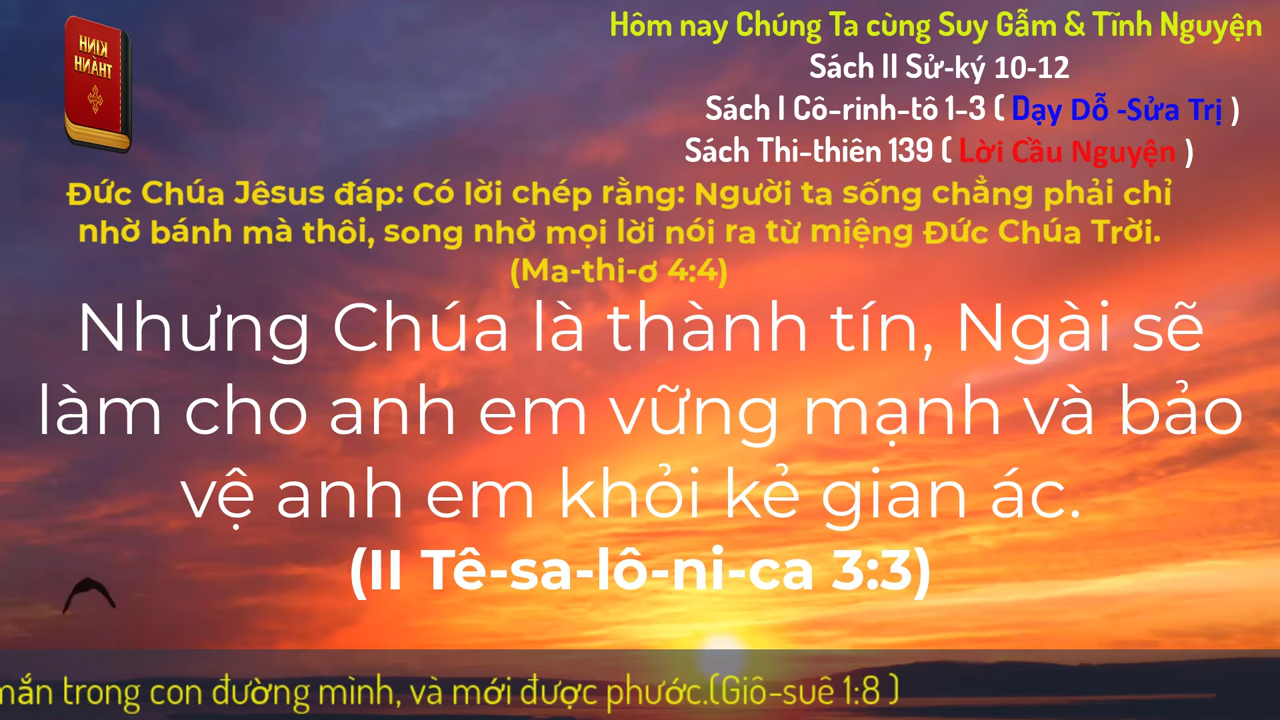 KINH
THÁNH
Hôm nay Chúng Ta cùng Suy Gẫm & Tĩnh Nguyện
Sách II Sử-ký 10-12
Sách I Cô-rinh-tô 1-3 ( Dạy Dỗ -Sửa Trị )
Sách Thi-thiên 139 ( Lời Cầu Nguyện )
Đức Chúa Jêsus đáp: Có lời chép rằng: Người ta sống chẳng phải chỉ
nhờ bánh mà thôi, song nhờ mọi lời nói ra từ miệng Đức Chúa Trời.
(Ma-thi-ơ 4:4)
Nhưng Chúa là thành tín, Ngài sẽ
làm cho anh em vững mạnh và bảo
vệ anh em khỏi kẻ gian ác.
(II Tê-sa-lô-ni-ca 3:3)
trong con đường mình, và mới được phước.(Giô-suê 1:8 )